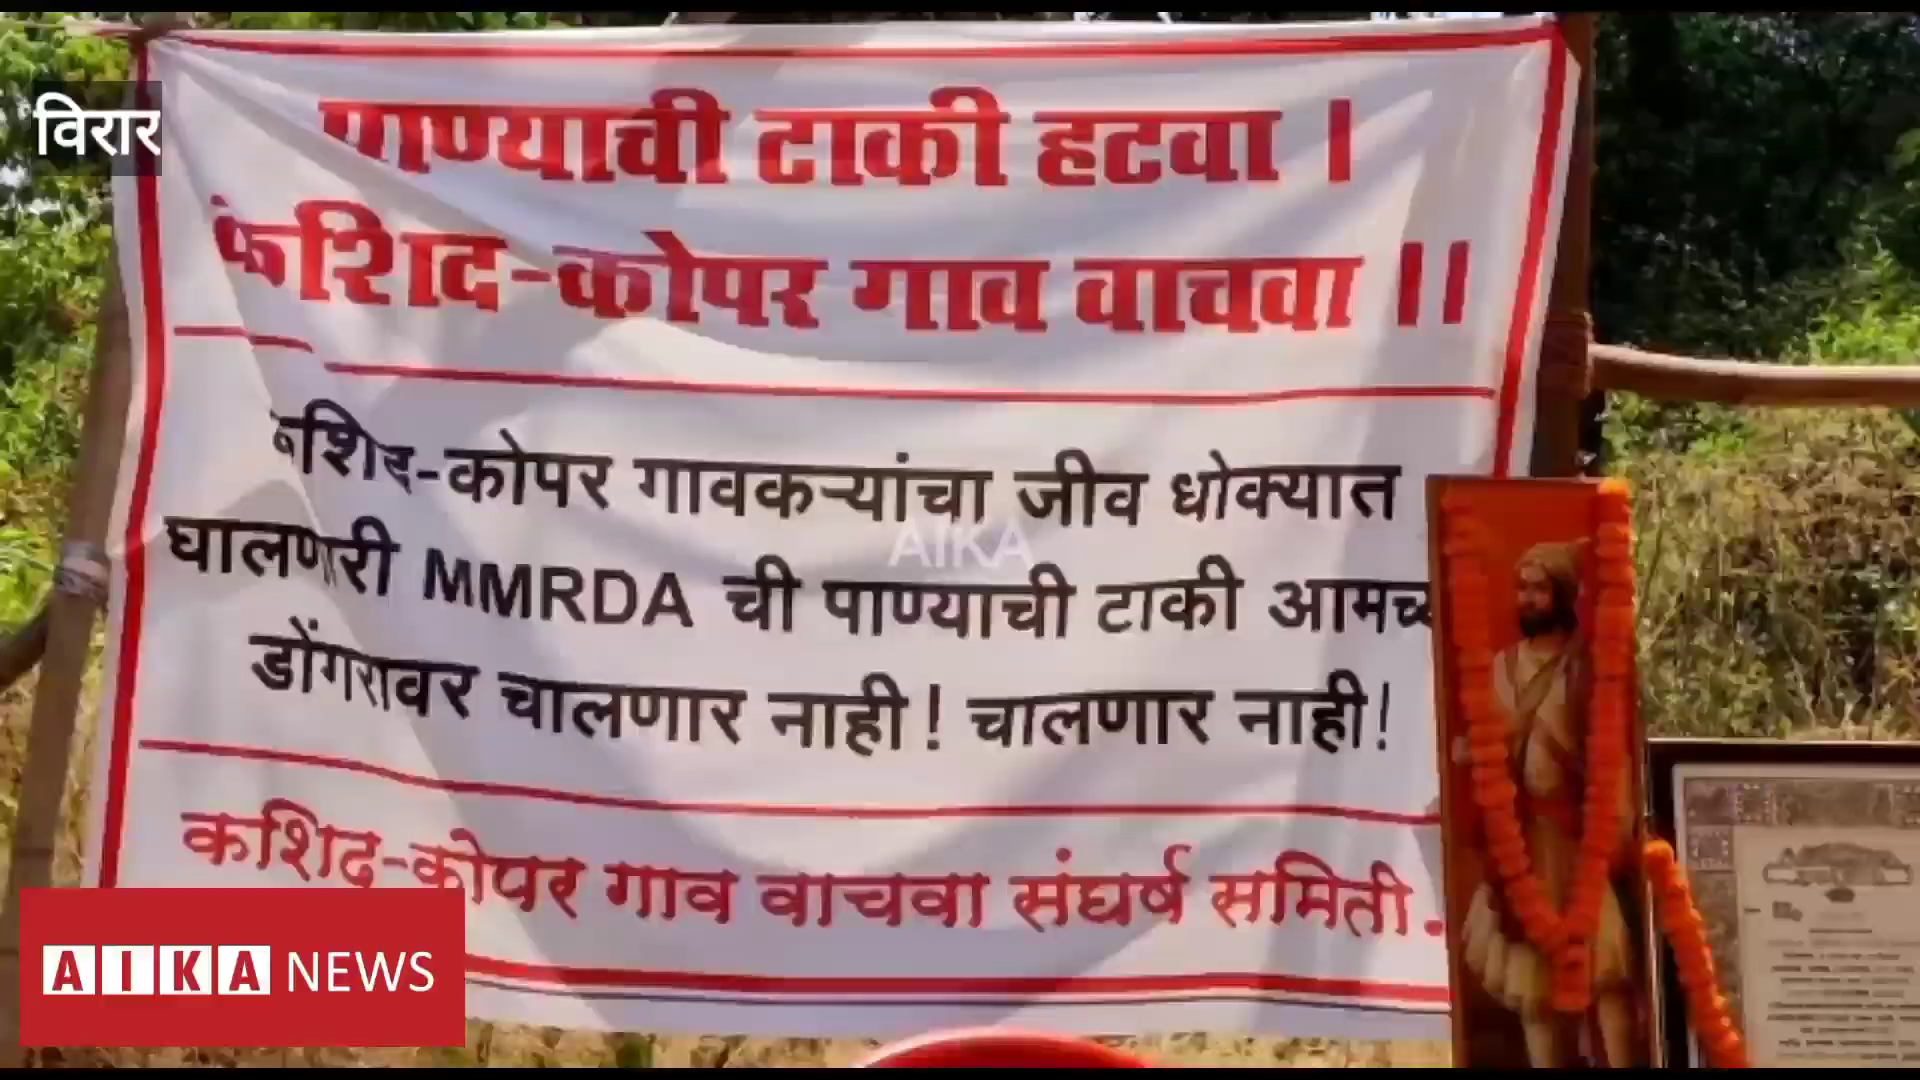 विरार
पाण्याची टाकी हटवा ।
कशिद-कोपर गाव वाचवा ।।
कशिद-कोपर गावकऱ्यांचा जीव धोक्यात
घालणारी MMRDA ची पाण्याची टाकी आमच्या
डोंगरावर चालणार नाही! चालणार नाही!
कशिद-कोपर गाव वाचवा संघर्ष समिती.
AIKA
AIKA NEWS